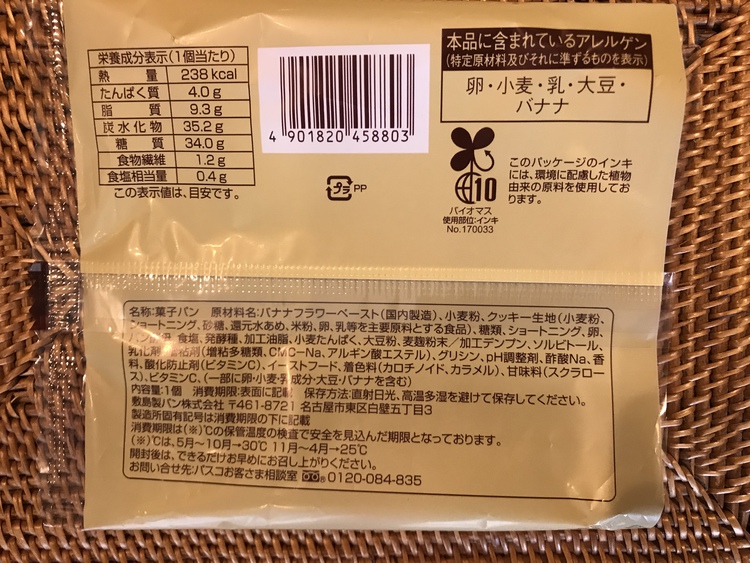 栄養成分表示(1個当たり)
熱量 238kcal
たんぱく質 4.0g
脂質 9.3g
炭水化物 35.2g
糖質 34.0g
食物繊維 1.2g
食塩相当量 0.4g
この表示値は、目安です。
4 901820 458803
プラ PP
本品に含まれているアレルゲン
(特定原材料及びそれに準ずるものを表示)
卵・小麦・乳・大豆・
バナナ
10
バイオマス
使用部位:インキ
No.170033
このパッケージのインキ
には、環境に配慮した植物
由来の原料を使用してお
ります。
名称:菓子パン 原材料名:バナナフラワーペースト(国内製造)、小麦粉、クッキー生地(小麦粉、
ショートニング、砂糖、還元水あめ、米粉、卵、乳等を主要原料とする食品)、糖類、ショートニング、卵、
パン、食塩、発酵種、加工油脂、小麦たんぱく、大豆粉、麦麹粉末/加工デンプン、ソルビトール、
乳化剤、増粘剤(増粘多糖類、CMC-Na、アルギン酸エステル)、グリシン、pH調整剤、酢酸Na、香
料、酸化防止剤(ビタミンC)、イーストフード、着色料(カロチノイド、カラメル)、甘味料(スクラロー
ス)、ビタミンC、(一部に卵・小麦・乳成分・大豆・バナナを含む)
内容量:1個 消費期限:表面に記載 保存方法:直射日光、高温多湿を避けて保存してください。
敷島製パン株式会社 〒461-8721 名古屋市東区白壁五丁目3
製造所固有記号は消費期限の下に記載
消費期限は(※)℃の保管温度の検査で安全を見込んだ期限となっております。
(※)℃は、5月〜10月→30℃ 11月〜4月→25℃
開封後は、できるだけお早めにお召し上がりください。
お問い合せ先:パスコお客さま相談室 0120-084-835